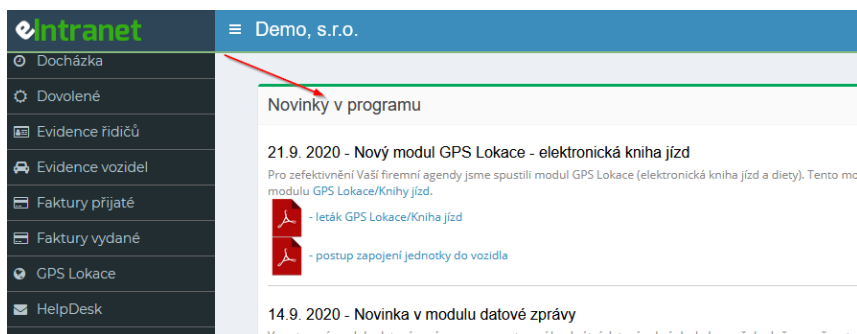 eIntranet
Demo, s.r.o.
Docházka
Dovolené
Evidence řidičů
Evidence vozidel
Faktury přijaté
Faktury vydané
GPS Lokace
HelpDesk
Novinky v programu
21.9. 2020 - Nový modul GPS Lokace - elektronická kniha jízd
Pro zefektivnění Vaší firemní agendy jsme spustili modul GPS Lokace (elektronická kniha jízd a diety). Tento mo
modulu GPS Lokace/Knihy jízd.
- leták GPS Lokace/Kniha jízd
- postup zapojení jednotky do vozidla
14.9. 2020 - Novinka v modulu datové zprávy